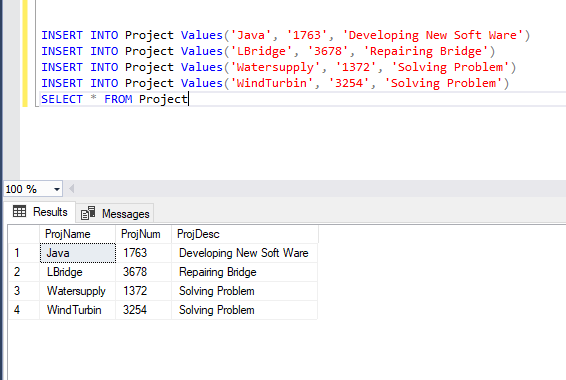 INSERT INTO Project Values('Java', '1763', 'Developing New Soft Ware')
INSERT INTO Project Values('LBridge', '3678', 'Repairing Bridge')
INSERT INTO Project Values('Watersupply', '1372', 'Solving Problem')
INSERT INTO Project Values('WindTurbin', '3254', 'Solving Problem')
SELECT * FROM Project
100 %
Results Messages
ProjName ProjNum ProjDesc
1 Java 1763 Developing New Soft Ware
2 LBridge 3678 Repairing Bridge
3 Watersupply 1372 Solving Problem
4 WindTurbin 3254 Solving Problem